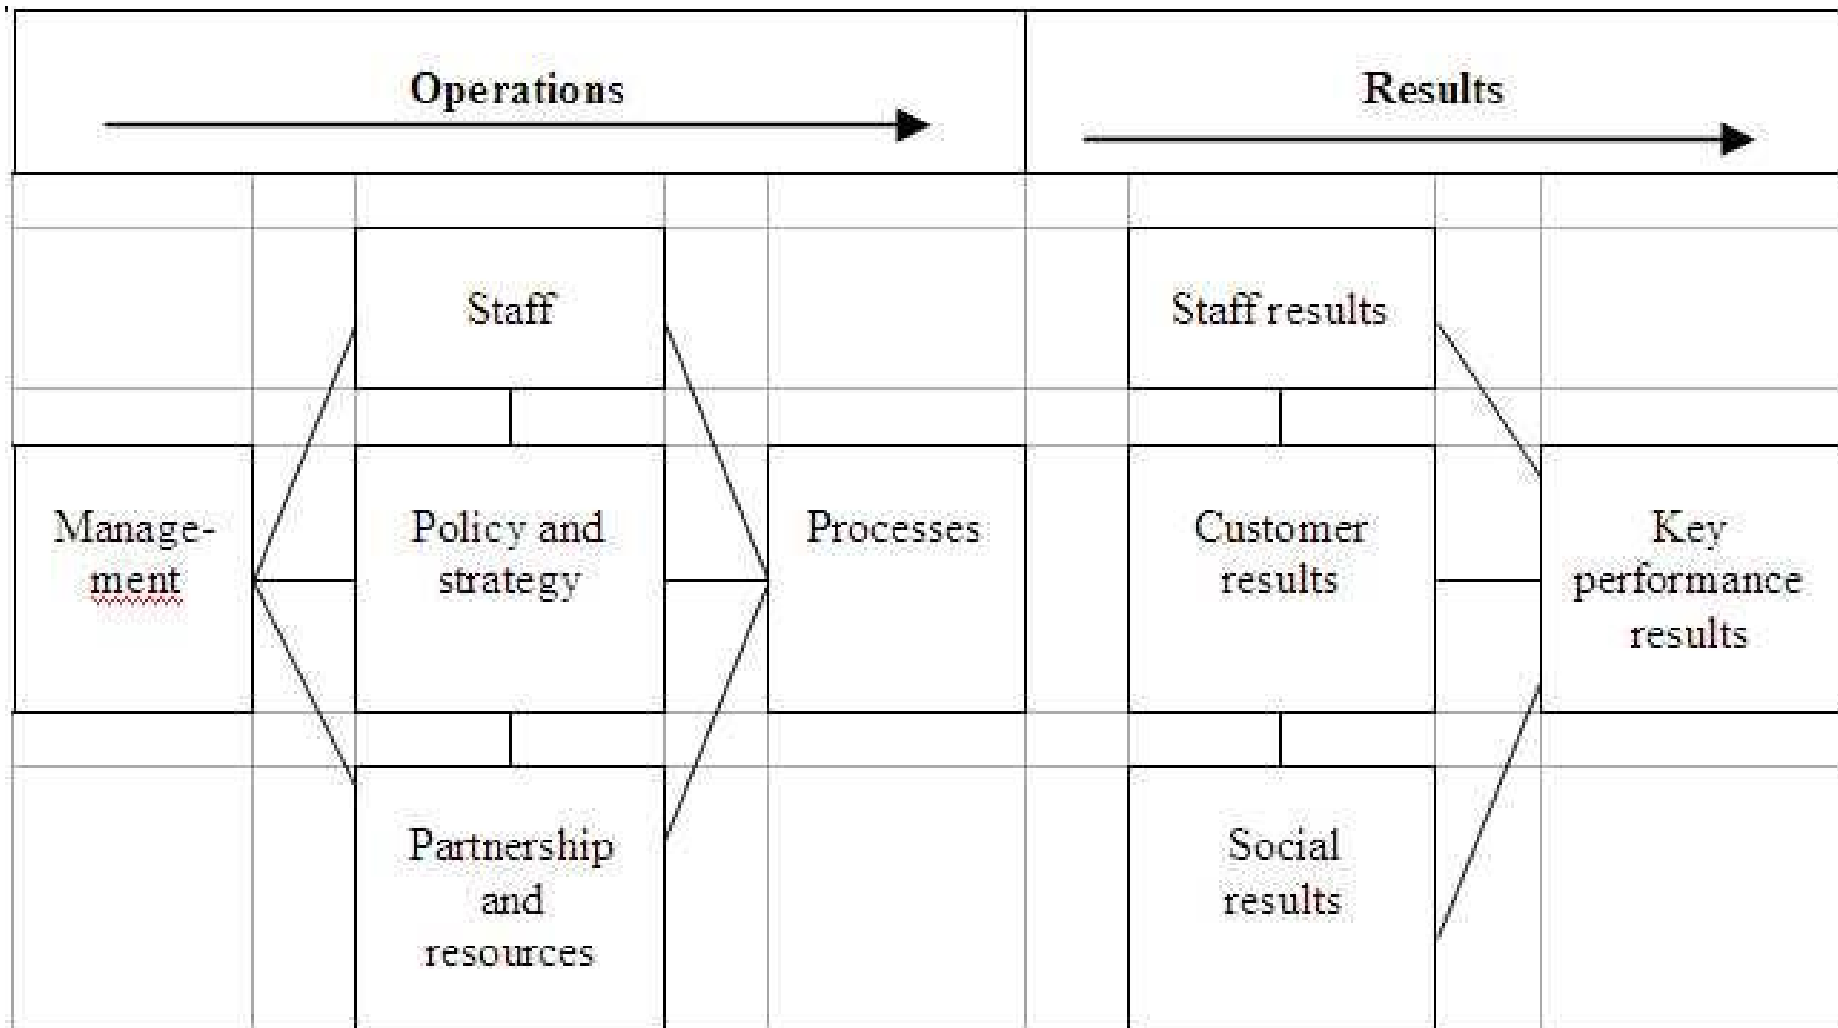 Operations
Results
Staff
Staff results
Manage-
ment
Policy and
strategy
Processes
Customer
results
Key
performance
results
Partnership
and
resources
Social
results